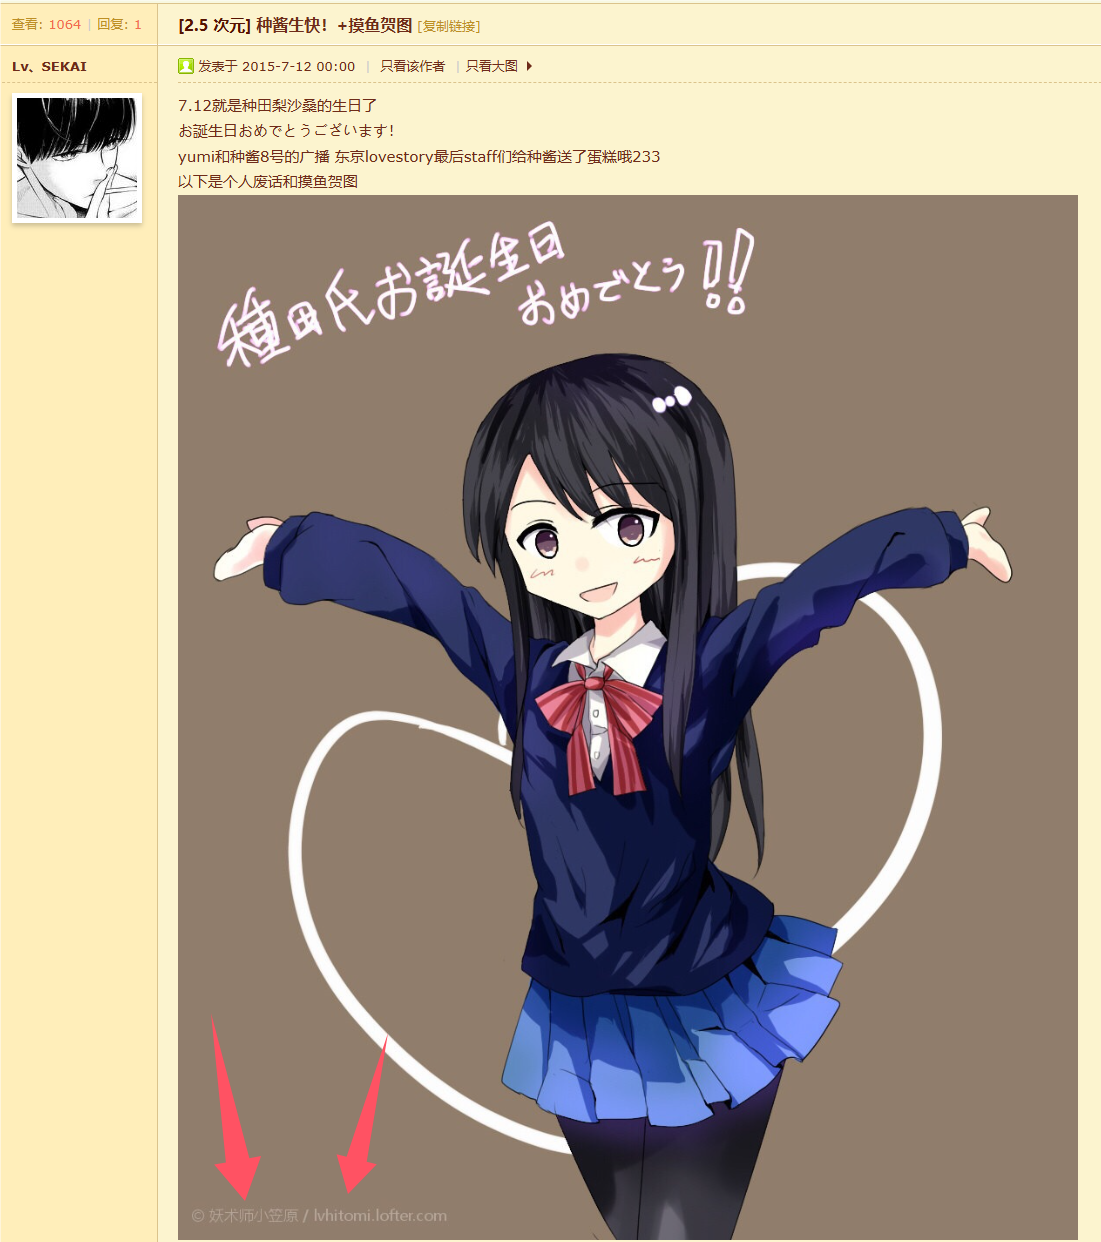 查看: 1064 | 回复: 1
[2.5 次元] 种酱生快！+摸鱼贺图 [复制链接]
Lv、SEKAI
发表于 2015-7-12 00:00 | 只看该作者 | 只看大图
7.12就是种田梨沙桑的生日了
お誕生日おめでとうございます！
yumi和种酱8号的广播 东京lovestory最后staff们给种酱送了蛋糕哦233
以下是个人废话和摸鱼贺图
種田氏お誕生日
おめでとう!!
© 妖术师小笠原 / lvhitomi.lofter.com